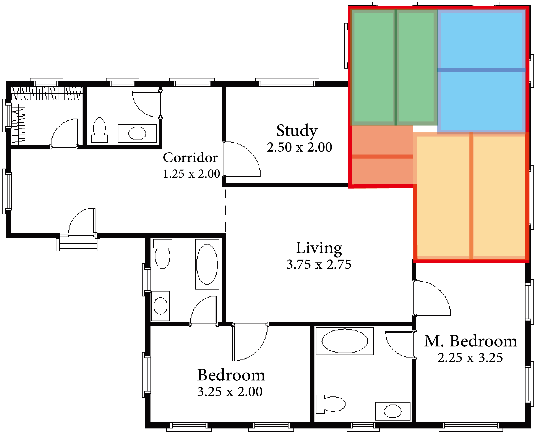 Study
2.50 x 2.00
Corridor
1.25 x 2.00
Living
3.75 x 2.75
M. Bedroom
2.25 x 3.25
Bedroom
3.25 x 2.00